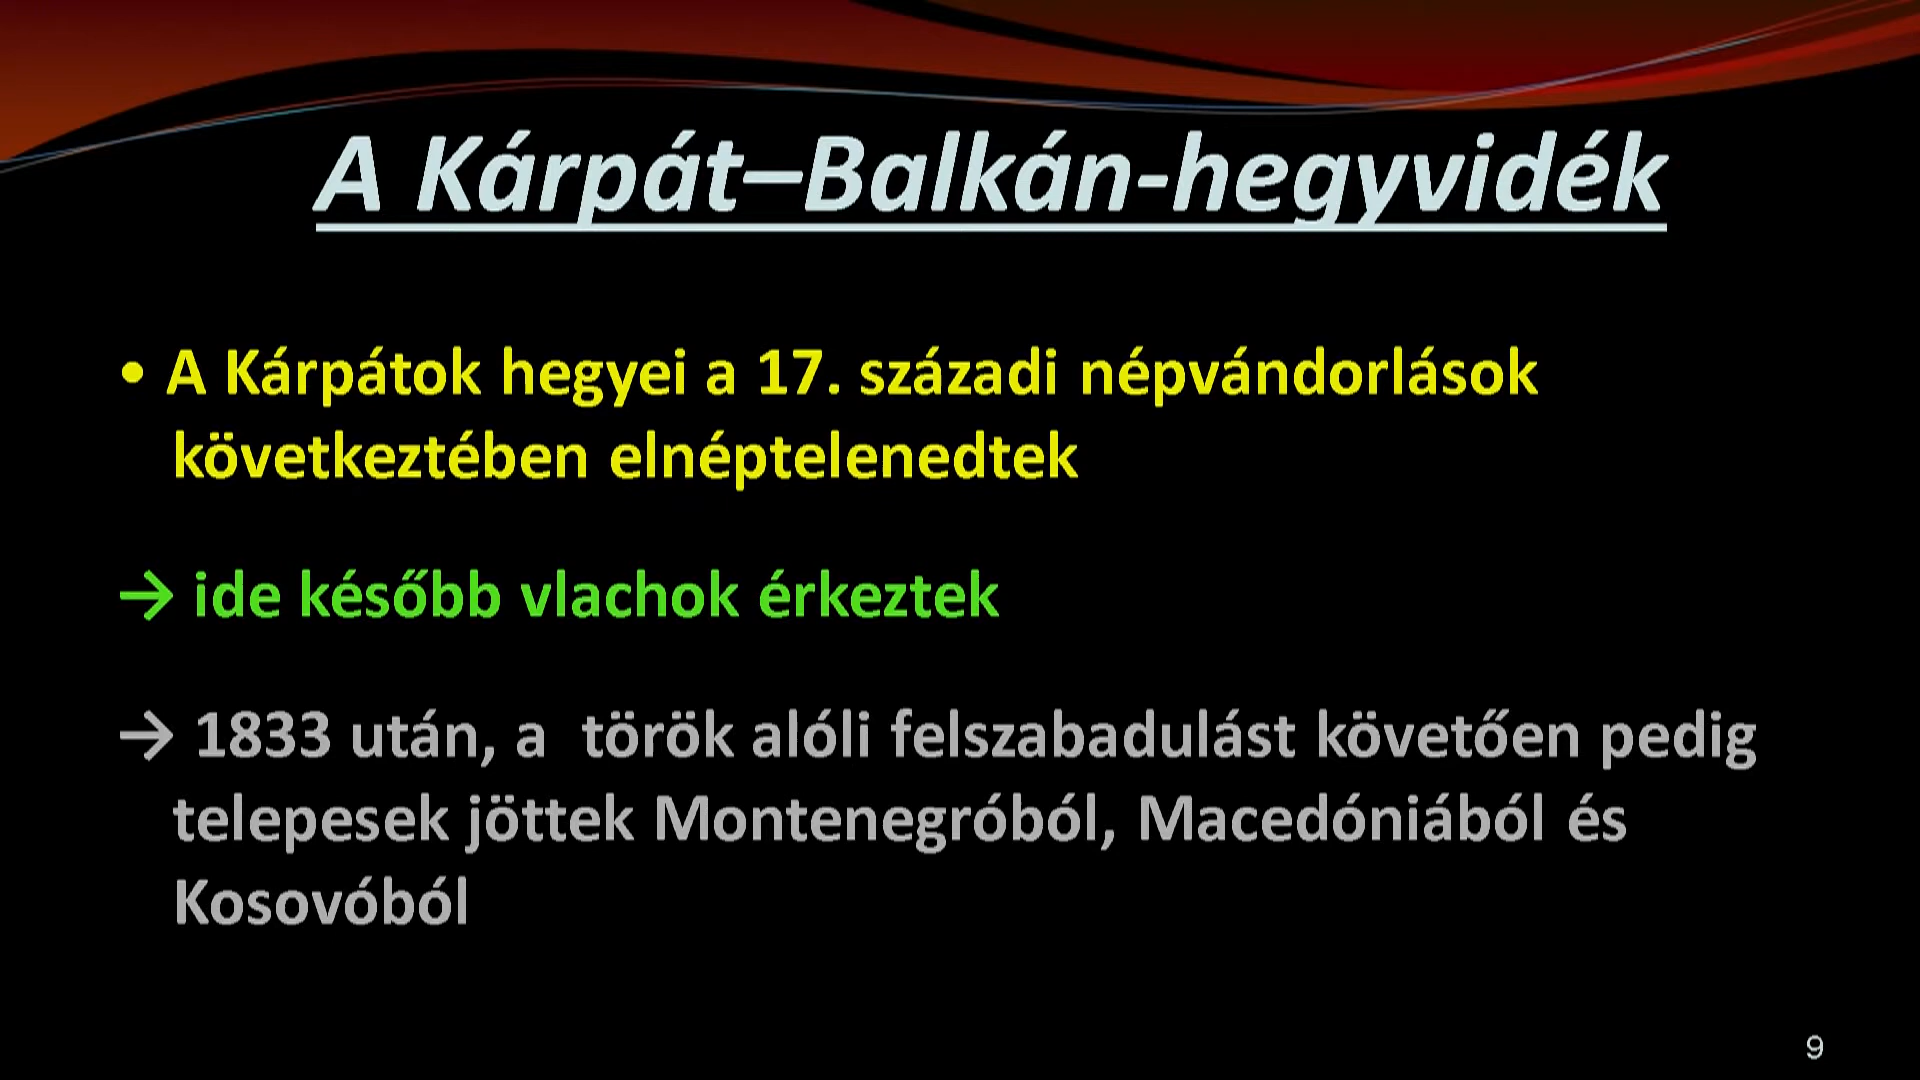 A Kárpát–Balkán-hegyvidék
• A Kárpátok hegyei a 17. századi népvándorlások
következtében elnéptelenedtek
→ ide később vlachok érkeztek
→ 1833 után, a  török alóli felszabadulást követően pedig
telepesek jöttek Montenegróból, Macedóniából és
Kosovóból
9